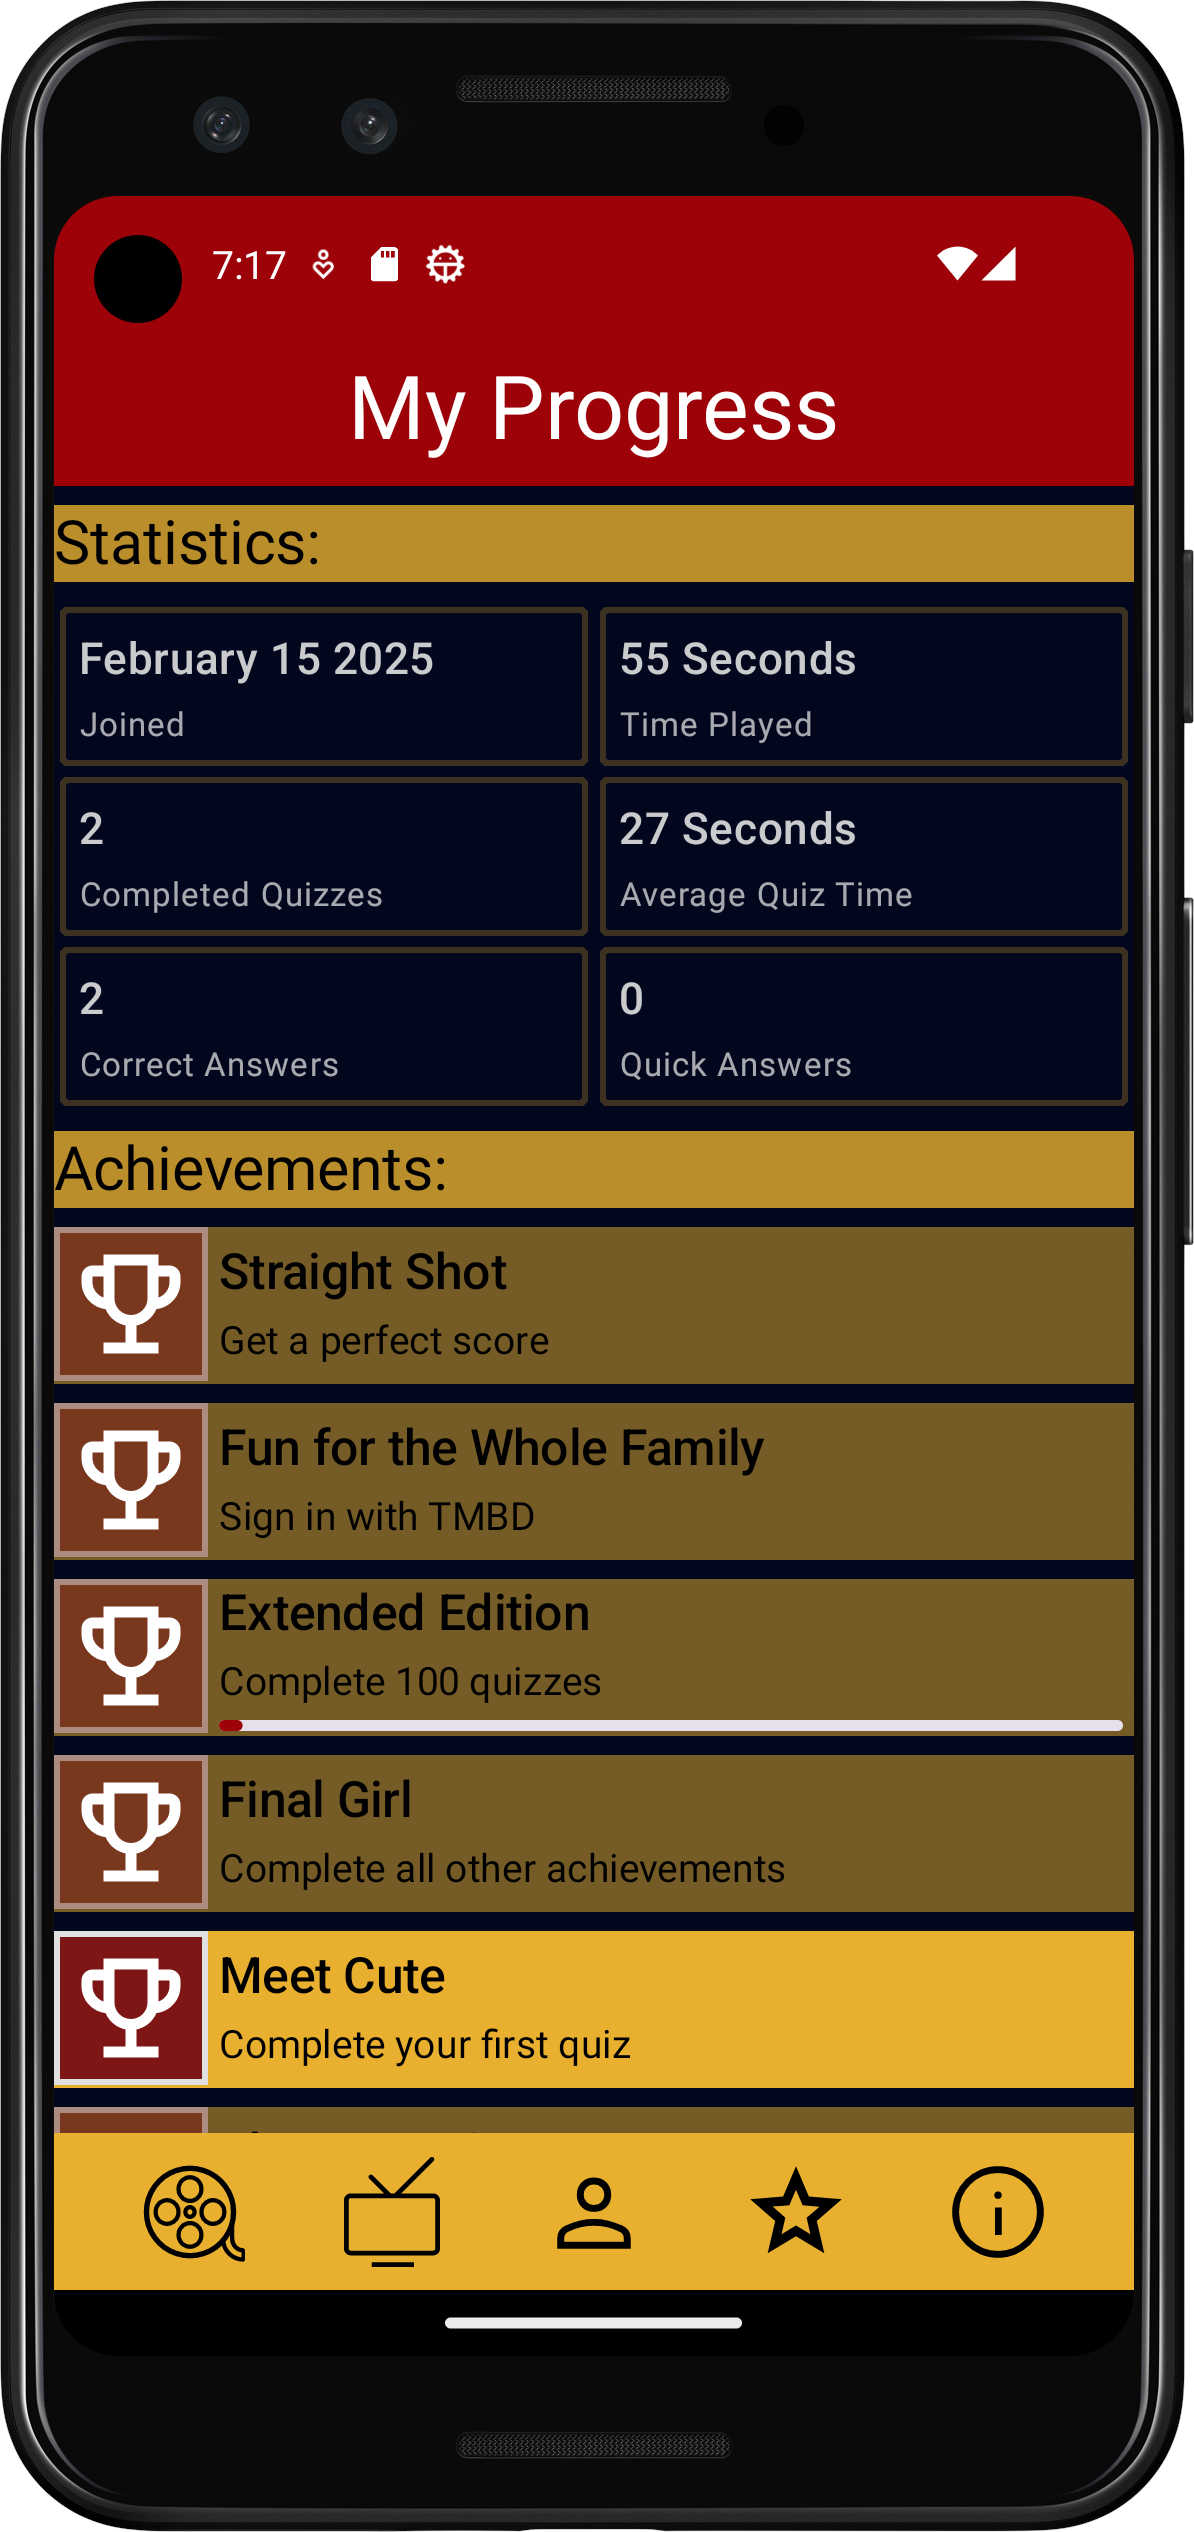 7:17
My Progress
Statistics:
February 15 2025
Joined
55 Seconds
Time Played
2
Completed Quizzes
27 Seconds
Average Quiz Time
2
Correct Answers
0
Quick Answers
Achievements:
Straight Shot
Get a perfect score
Fun for the Whole Family
Sign in with TMBD
Extended Edition
Complete 100 quizzes
Final Girl
Complete all other achievements
Meet Cute
Complete your first quiz